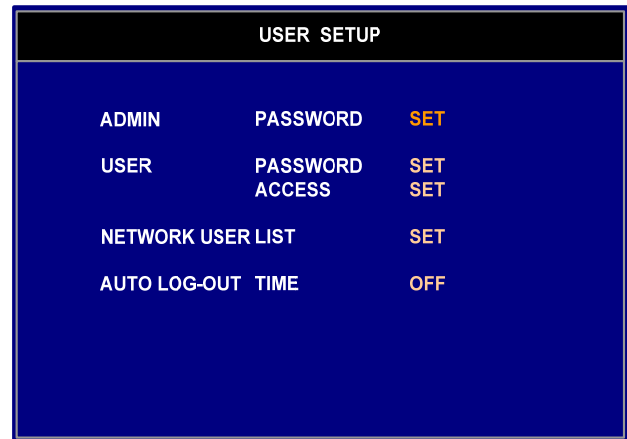 USER SETUP
ADMIN PASSWORD SET
USER PASSWORD SET
ACCESS SET
NETWORK USER LIST SET
AUTO LOG-OUT TIME OFF